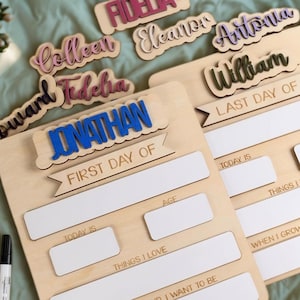 FIDELIA
Colleen
Eleanor
Antonia
Fidelia
William
JONATHAN
FIRST DAY OF
LAST DAY OF
TODAY IS
AGE
THINGS I LOVE
I WANT TO BE
TODAY IS
WHEN I GROW